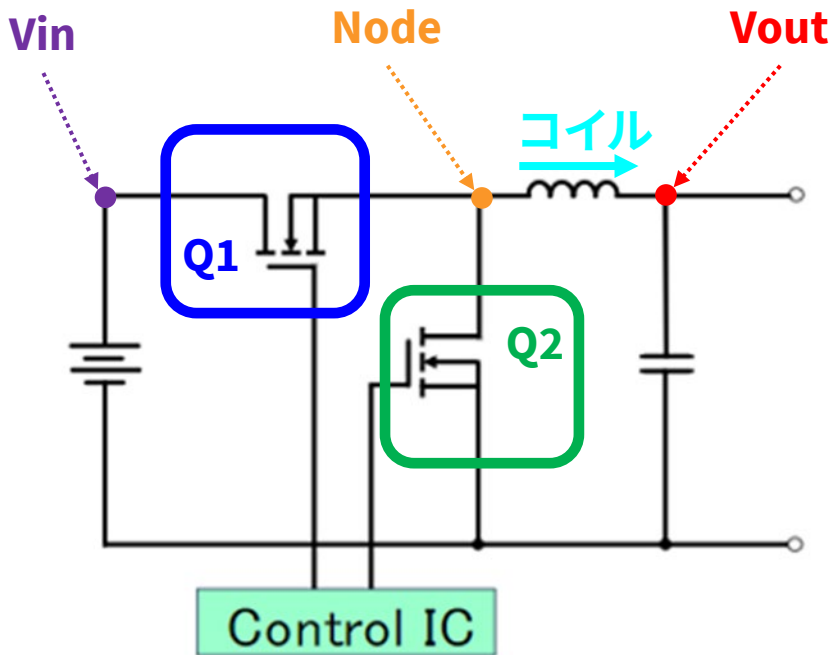 Vin
Node
Vout
コイル
Q1
Q2
Control IC